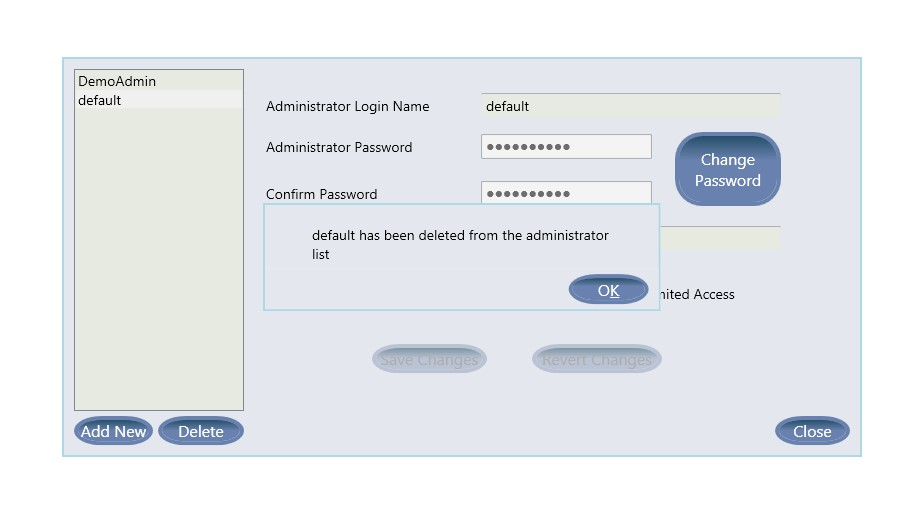 DemoAdmin
default
Administrator Login Name
default
Administrator Password
●●●●●●●●●●
Change
Password
Confirm Password
●●●●●●●●●●
default has been deleted from the administrator
list
OK
Access
Save Changes
Revert Changes
Add New
Delete
Close